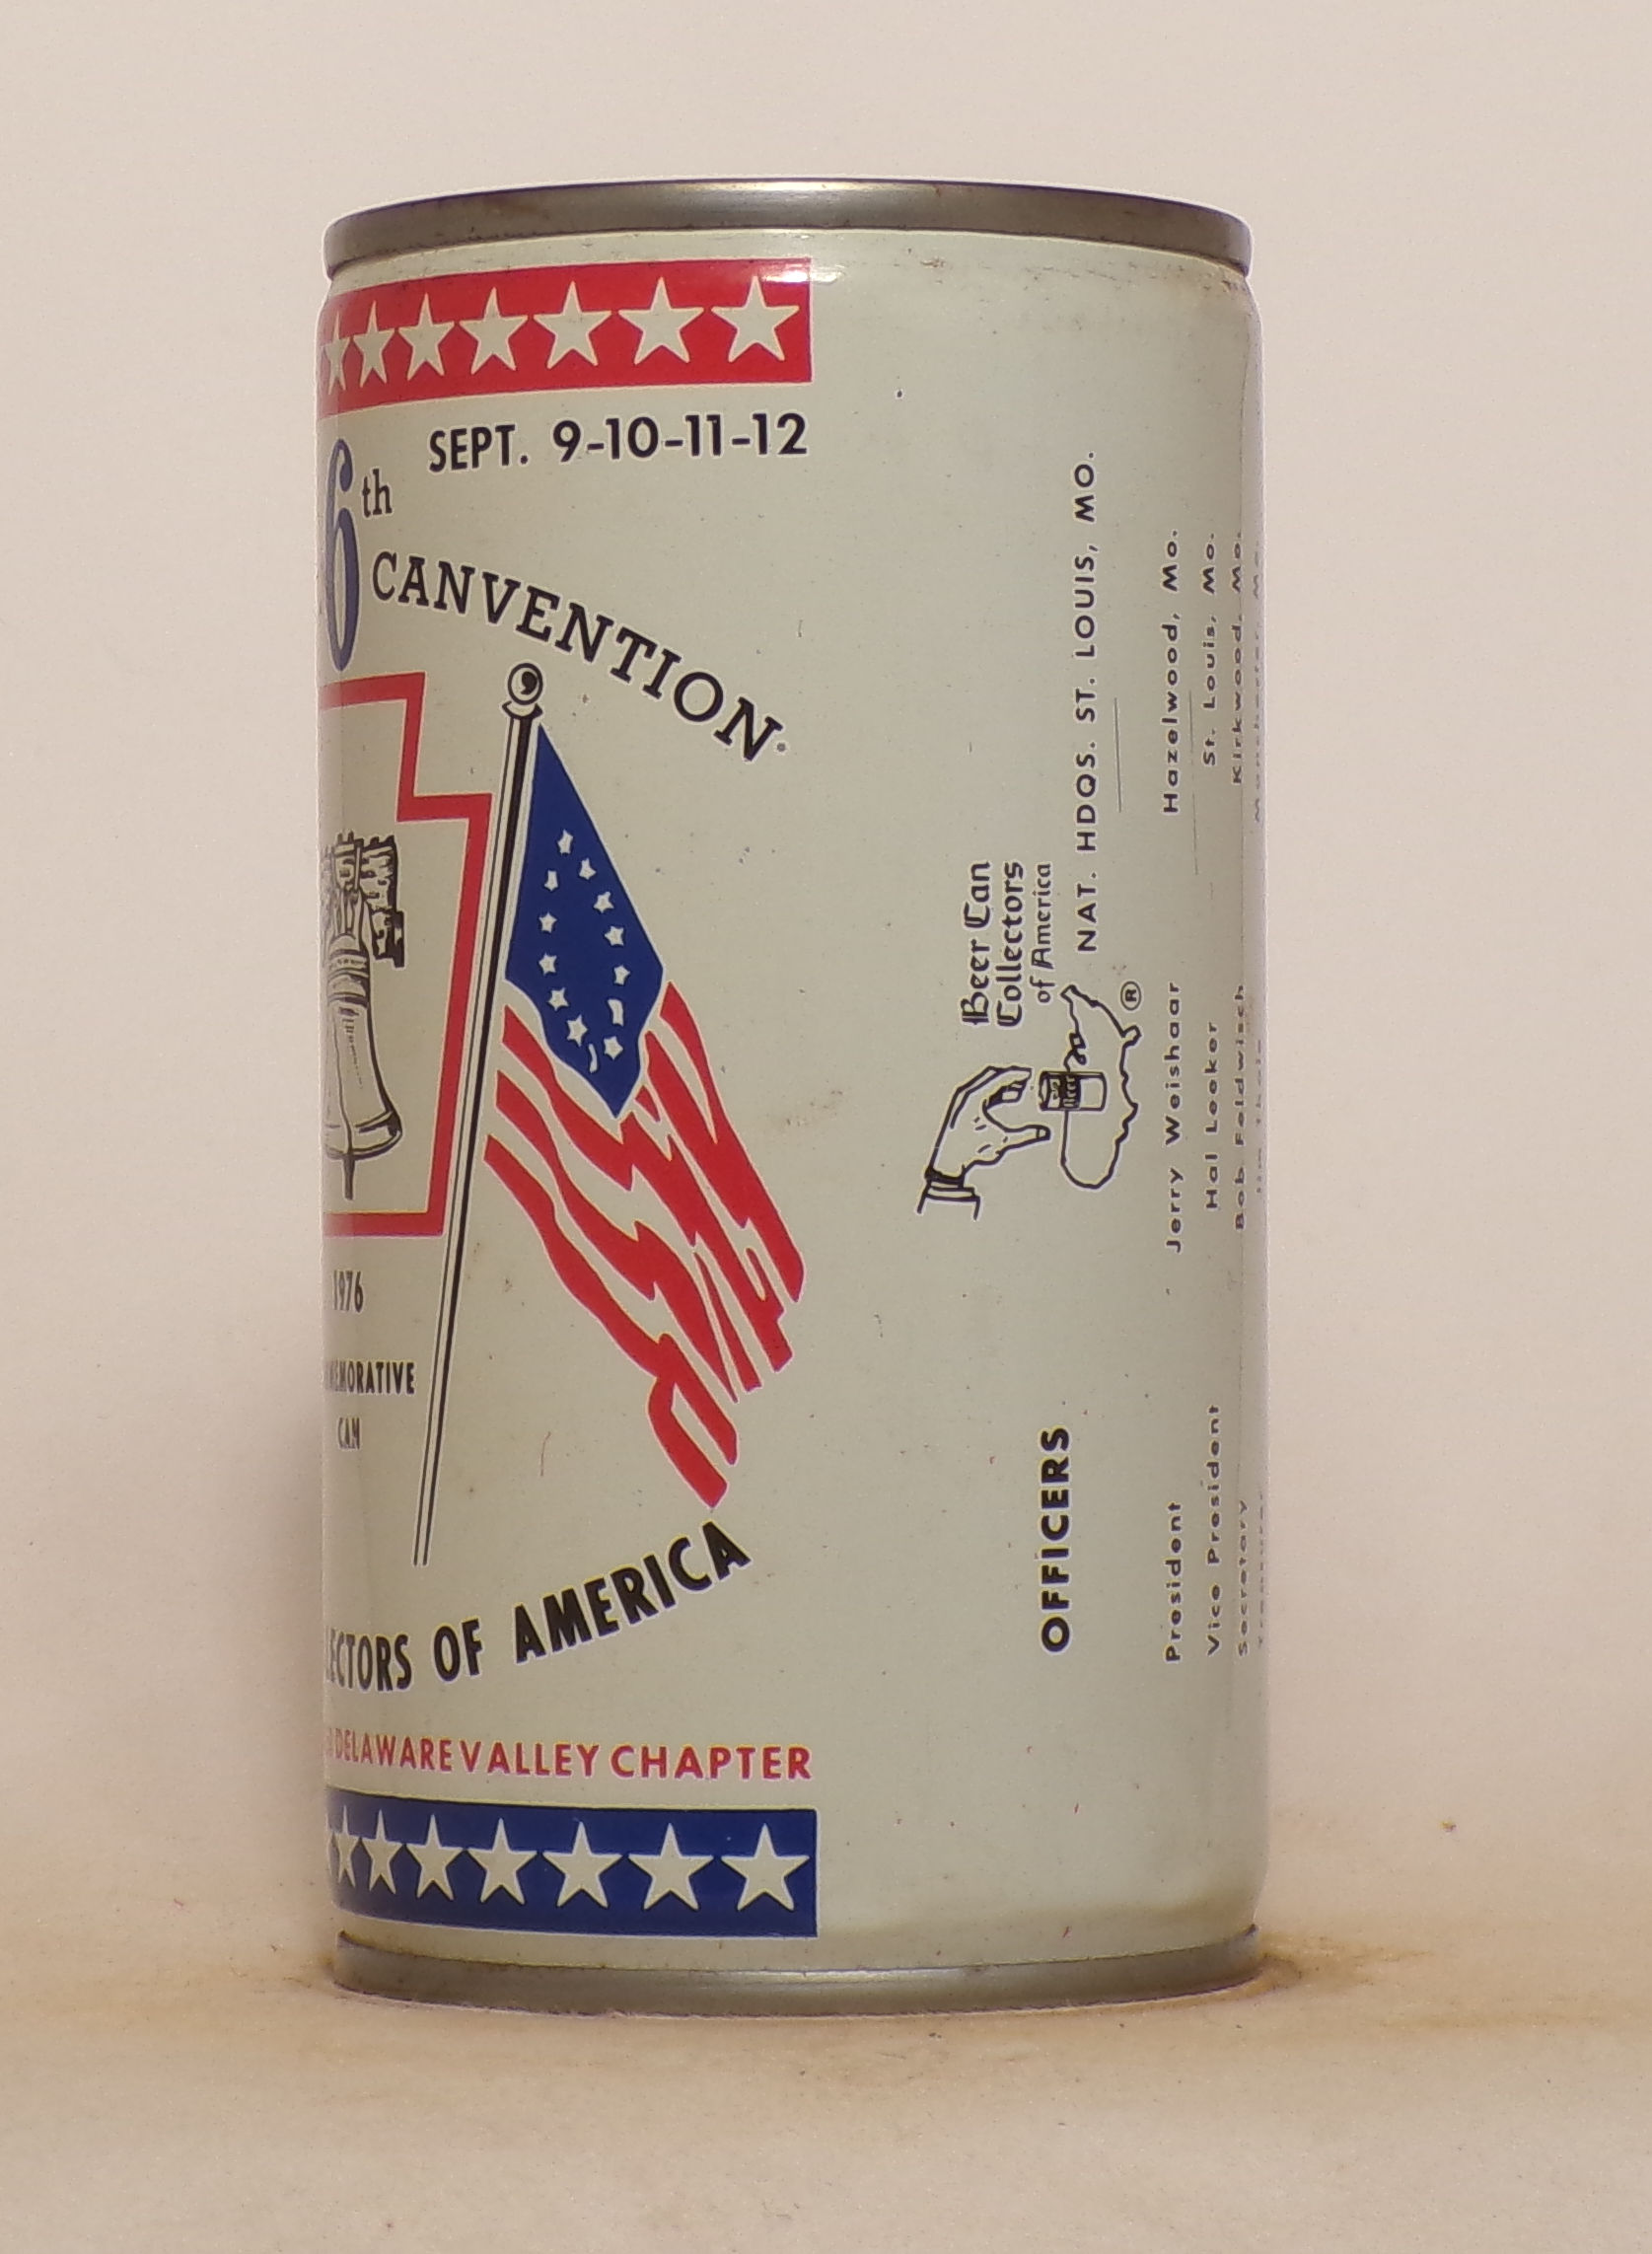 SEPT. 9-10-11-12
6th
CANVENTION
1976
CAN
OF AMERICA
DELAWARE VALLEY CHAPTER
Beer Can
Collectors
of America
NAT. HDQS. ST. LOUIS, MO.
®
OFFICERS
President Jerry Weishaar Hazelwood, Mo.
Vice President Hal Leeker St. Louis, Mo.
Secretary Bob Feldwisch Kirkwood, Mo.